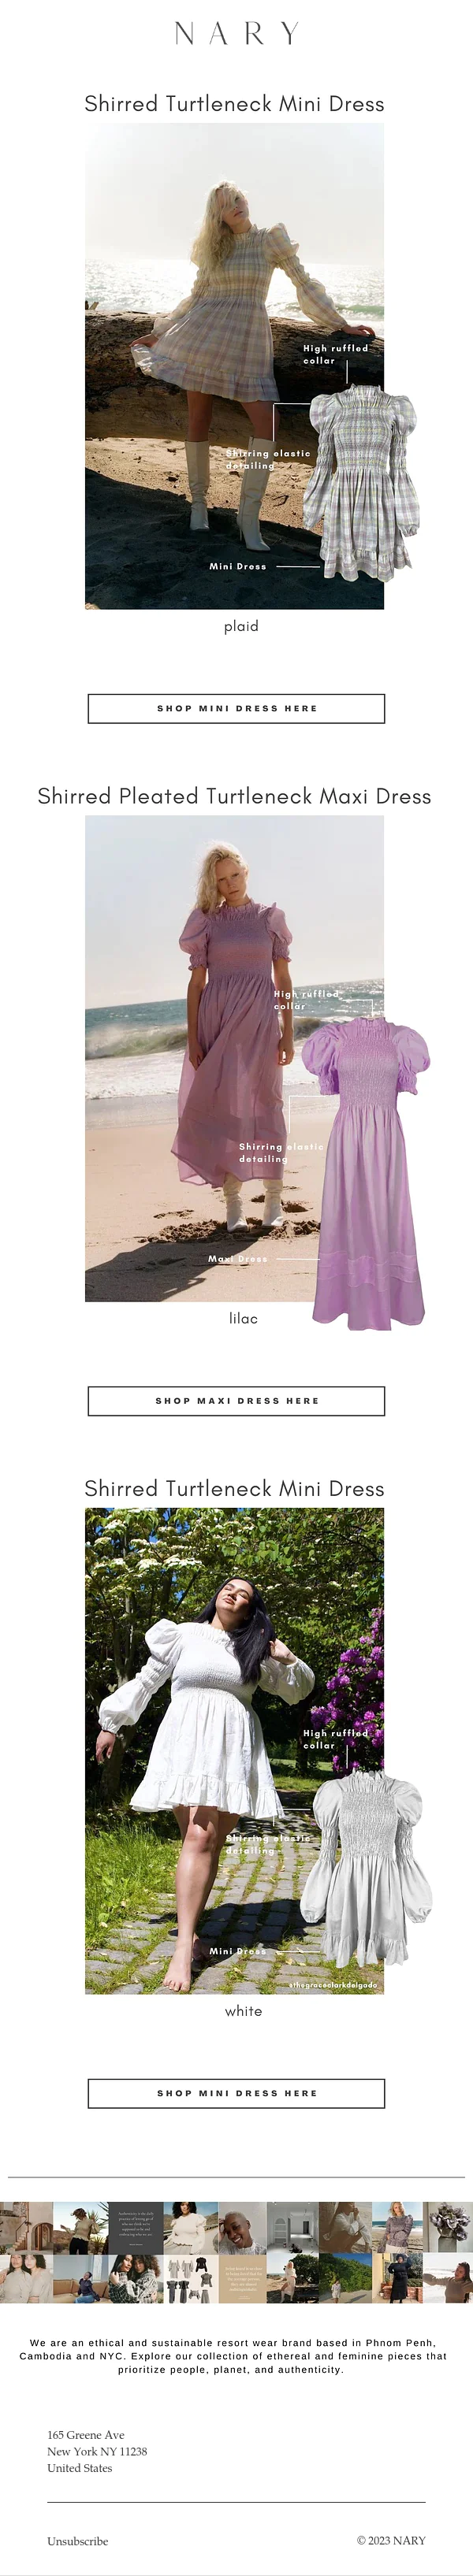 NARY
Shirred Turtleneck Mini Dress
High ruffled
collar
Shirring elastic
detailing
Mini Dress
plaid
SHOP MINI DRESS HERE
Shirred Pleated Turtleneck Maxi Dress
High ruffled
collar
Shirring elastic
detailing
Maxi Dress
lilac
SHOP MAXI DRESS HERE
Shirred Turtleneck Mini Dress
High ruffled
collar
Shirring elastic
detailing
Mini Dress
@thegraceclarkdelgado
white
SHOP MINI DRESS HERE
We are an ethical and sustainable resort wear brand based in Phnom Penh,
Cambodia and NYC. Explore our collection of ethereal and feminine pieces that
prioritize people, planet, and authenticity.
165 Greene Ave
New York NY 11238
United States
Unsubscribe
© 2023 NARY